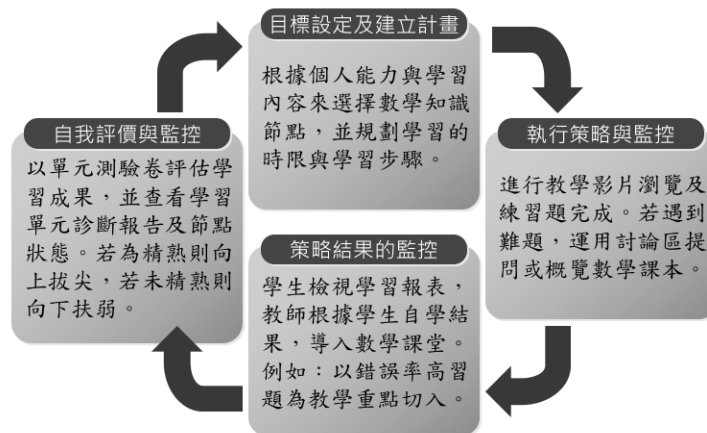 目標設定及建立計畫
根據個人能力與學習
內容來選擇數學知識
節點，並規劃學習的
時限與學習步驟。
執行策略與監控
進行教學影片瀏覽及
練習題完成。若遇到
難題，運用討論區提
問或概覽數學課本。
策略結果的監控
學生檢視學習報表，
教師根據學生自學結
果，導入數學課堂。
例如：以錯誤率高習
題為教學重點切入。
自我評價與監控
以單元測驗卷評估學
習成果，並查看學習
單元診斷報告及節點
狀態。若為精熟則向
上拔尖，若未精熟則
向下扶弱。